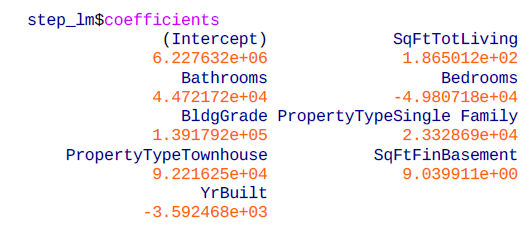 step_lm$coefficients
(Intercept) SqFtTotLiving
6.227632e+06 1.865012e+02
Bathrooms Bedrooms
4.472172e+04 -4.980718e+04
BldgGrade PropertyTypeSingle Family
1.391792e+05 2.332869e+04
PropertyTypeTownhouse SqFtFinBasement
9.221625e+04 9.039911e+00
YrBuilt
-3.592468e+03